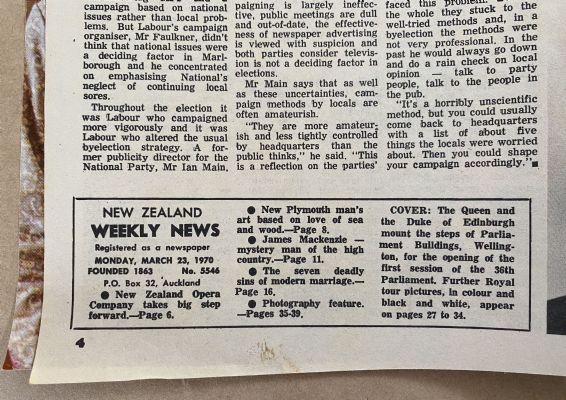 campaign based on national
issues rather than local prob-
lems. But Labour's campaign
organiser, Mr Faulkner, didn't
think that national issues were
a deciding factor in Marl-
borough and he concentrated
on emphasising National's
neglect of continuing local
sores.
Throughout the election it
was Labour who campaigned
more vigorously and it was
Labour who altered the usual
byelection strategy. A for-
mer publicity director for the
National Party, Mr Ian Main,
paigning is largely ineffec-
tive, public meetings are dull
and out-of-date, the effective-
ness of newspaper advertising
is viewed with suspicion and
both parties consider televis-
ion is not a deciding factor in
elections.
Mr Main says that as well
as these uncertainties, cam-
paign methods by locals are
often amateurish.
"They are more amateur-
ish and less tightly controlled
by headquarters than the
public thinks," he said. "This
is a reflection on the parties'
faced this problem.
the whole they stuck to the
well-tried methods and, in a
byelection the methods were
not very professional. In the
past he would always go down
and do a rain check on local
opinion — talk to party
people, talk to the people in
the pub.
"It's a horribly unscientific
method, but you could usually
come back to headquarters
with a list of about five
things the locals were worried
about. Then you could shape
your campaign accordingly."■
NEW ZEALAND
WEEKLY NEWS
Registered as a newspaper
MONDAY, MARCH 23, 1970
FOUNDED 1863 No. 5546
P.O. Box 32, Auckland
● New Zealand Opera
Company takes big step
forward.—Page 6.
● New Plymouth man's
art based on love of sea
and wood.—Page 8.
● James Mackenzie —
mystery man of the high
country.—Page 11.
● The seven deadly
sins of modern marriage.—
Page 16.
● Photography feature.
—Pages 35-39.
COVER: The Queen and
the Duke of Edinburgh
mount the steps of Parlia-
ment Buildings, Welling-
ton, for the opening of the
first session of the 36th
Parliament. Further Royal
tour pictures, in colour and
black and white, appear
on pages 27 to 34.
4